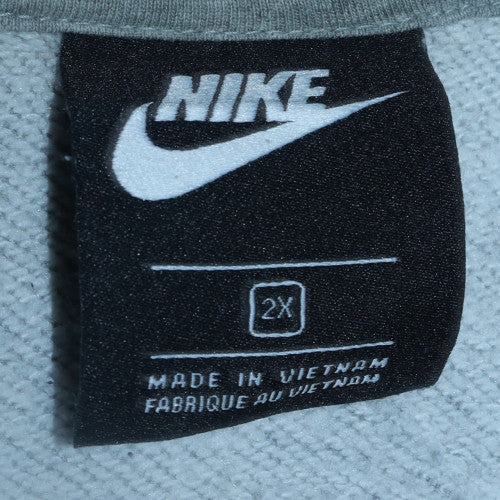 NIKE
2X
MADE IN VIETNAM
FABRIQUE AU VIETNAM